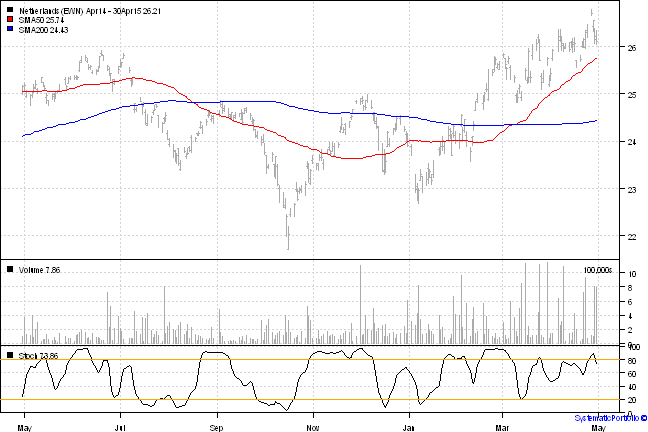 Netherlands (EWN) Apr14 - 30Apr15 26.21
SMA50 25.74
SMA200 24.43
26
25
24
23
22
Volume 7.86
100,000s
10
8
6
4
2
0
Stoch 73.86
100
80
60
40
20
0
May Jul Sep Nov Jan Mar May
SystematicPortfolio ©